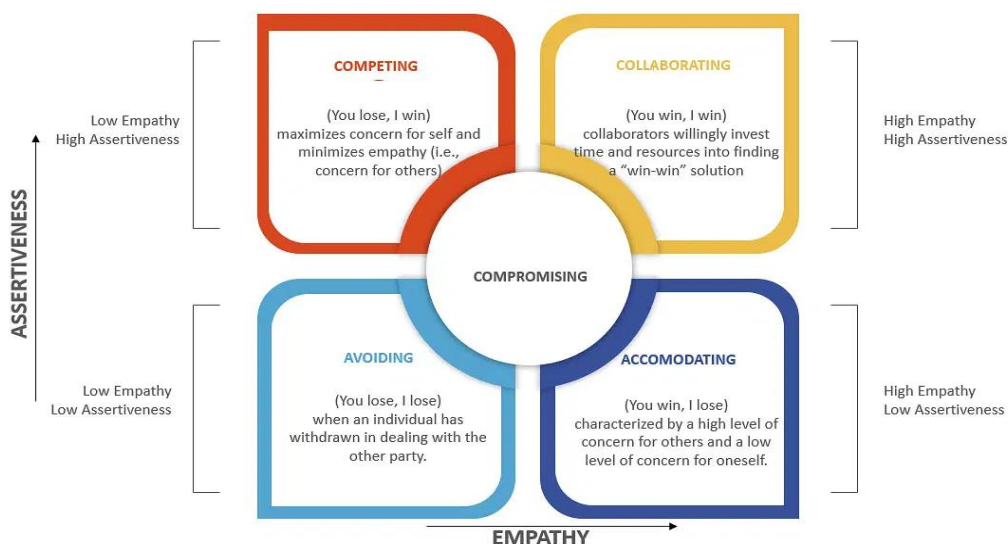 COMPETING
(You lose, I win)
maximizes concern for self and
minimizes empathy (i.e.,
concern for others)
COLLABORATING
(You win, I win)
collaborators willingly invest
time and resources into finding
a “win-win” solution
Low Empathy
High Assertiveness
High Empathy
High Assertiveness
ASSERTIVENESS
COMPROMISING
AVOIDING
(You lose, I lose)
when an individual has
withdrawn in dealing with the
other party.
ACCOMODATING
(You win, I lose)
characterized by a high level of
concern for others and a low
level of concern for oneself.
Low Empathy
Low Assertiveness
High Empathy
Low Assertiveness
EMPATHY